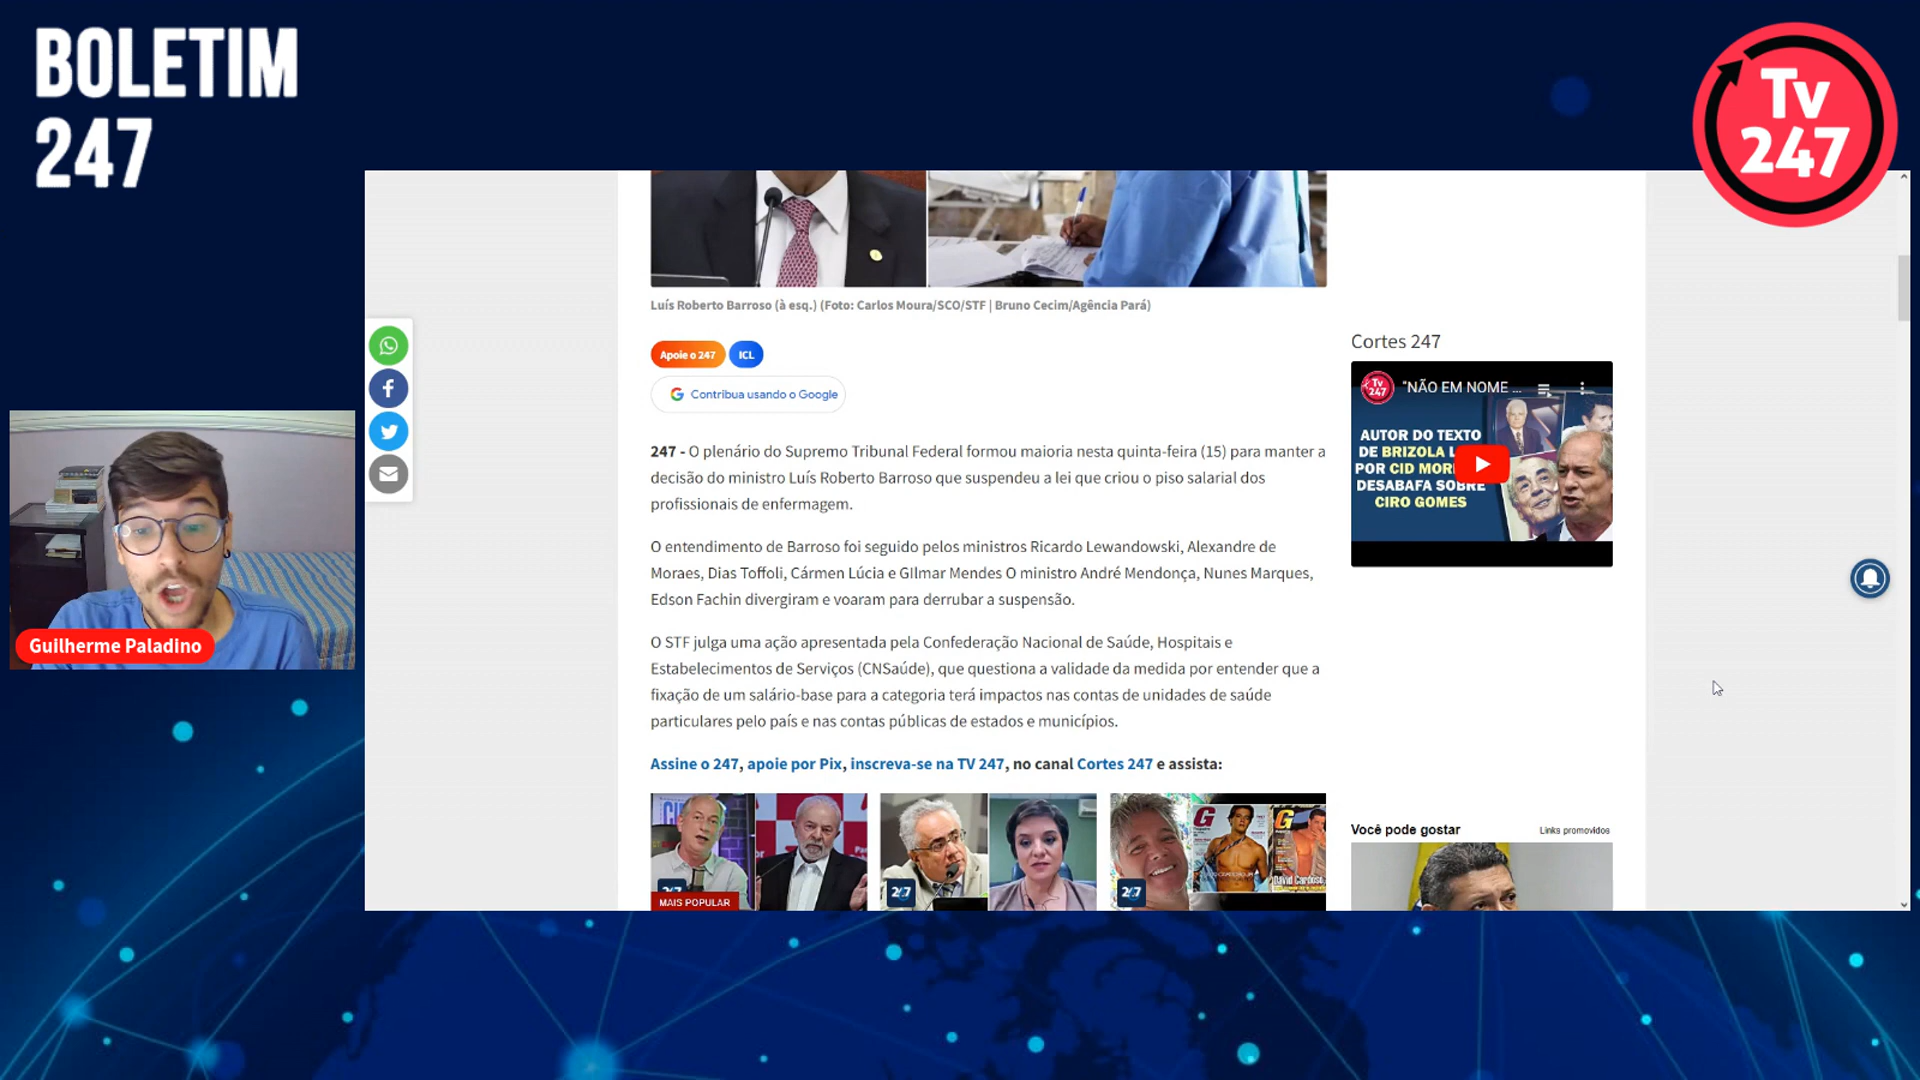 BOLETIM
247
Tv
247
Luís Roberto Barroso (à esq.) (Foto: Carlos Moura/SCO/STF | Bruno Cecim/Agência Pará)
Apoie o 247
ICL
Contribua usando o Google
247 - O plenário do Supremo Tribunal Federal formou maioria nesta quinta-feira (15) para manter a
decisão do ministro Luís Roberto Barroso que suspendeu a lei que criou o piso salarial dos
profissionais de enfermagem.
O entendimento de Barroso foi seguido pelos ministros Ricardo Lewandowski, Alexandre de
Moraes, Dias Toffoli, Cármen Lúcia e GIlmar Mendes O ministro André Mendonça, Nunes Marques,
Edson Fachin divergiram e voaram para derrubar a suspensão.
O STF julga uma ação apresentada pela Confederação Nacional de Saúde, Hospitais e
Estabelecimentos de Serviços (CNSaúde), que questiona a validade da medida por entender que a
fixação de um salário-base para a categoria terá impactos nas contas de unidades de saúde
particulares pelo país e nas contas públicas de estados e municípios.
Assine o 247, apoie por Pix, inscreva-se na TV 247, no canal Cortes 247 e assista:
MAIS POPULAR
247
247
G
G
David Cardoso
Cortes 247
Tv
247
"NÃO EM NOME ...
AUTOR DO TEXTO
DE BRIZOLA L
POR CID MOR
DESABAFA SOBRE
CIRO GOMES
Você pode gostar
Links promovidos
Guilherme Paladino